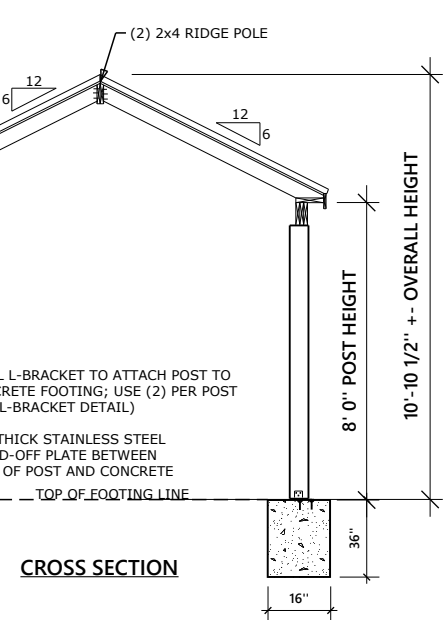 (2) 2x4 RIDGE POLE
12
6
12
6
8' 0" POST HEIGHT
10'-10 1/2" +- OVERALL HEIGHT
L-BRACKET TO ATTACH POST TO
FOOTING; USE (2) PER POST
L-BRACKET DETAIL)
THICK STAINLESS STEEL
PLATE BETWEEN
OF POST AND CONCRETE
TOP OF FOOTING LINE
36"
CROSS SECTION
16"